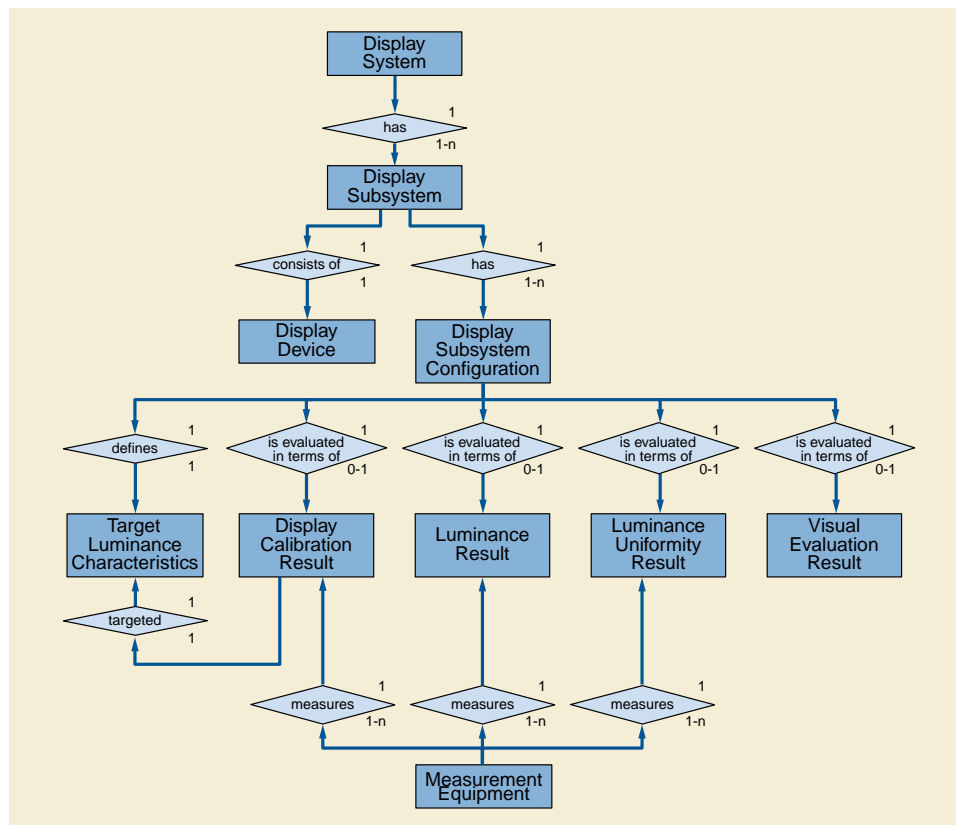 Display
System
1
has
1-n
Display
Subsystem
1
consists of
1
1
has
1-n
Display
Device
Display
Subsystem
Configuration
1
defines
1
1
is evaluated
in terms of
0-1
1
is evaluated
in terms of
0-1
1
is evaluated
in terms of
0-1
1
is evaluated
in terms of
0-1
Target
Luminance
Characteristics
Display
Calibration
Result
Luminance
Result
Luminance
Uniformity
Result
Visual
Evaluation
Result
1
targeted
1
1
measures
1-n
1
measures
1-n
1
measures
1-n
Measurement
Equipment